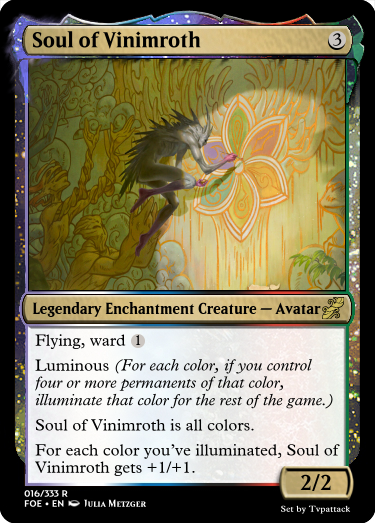 Soul of Vinimroth 3
Legendary Enchantment Creature — Avatar
Flying, ward 1
Luminous (For each color, if you control
four or more permanents of that color,
illuminate that color for the rest of the game.)
Soul of Vinimroth is all colors.
For each color you've illuminated, Soul of
Vinimroth gets +1/+1.
2/2
016/333 R
FOE • EN Julia Metzger
Set by Tvpattack